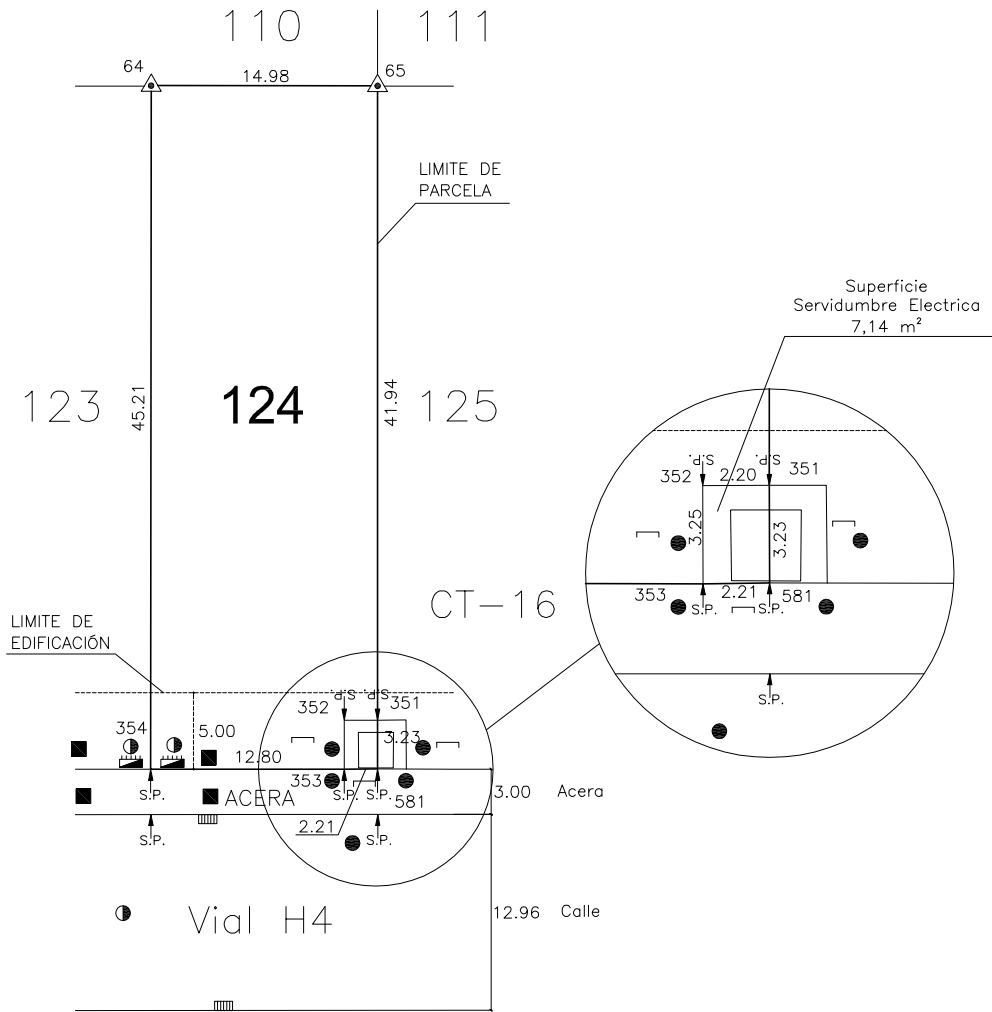 110
111
64
14.98
65
LIMITE DE
PARCELA
Superficie
Servidumbre Electrica
7,14 m²
123
45.21
124
41.94
125
S.P.
S.P.
352
2.20
351
3.25
3.23
353
2.21
581
S.P.
S.P.
S.P.
CT-16
LIMITE DE
EDIFICACIÓN
S.P.
S.P.
352
351
354
5.00
3.23
12.80
353
S.P.
S.P.
S.P.
581
ACERA
3.00 Acera
2.21
S.P.
S.P.
Vial H4
12.96 Calle